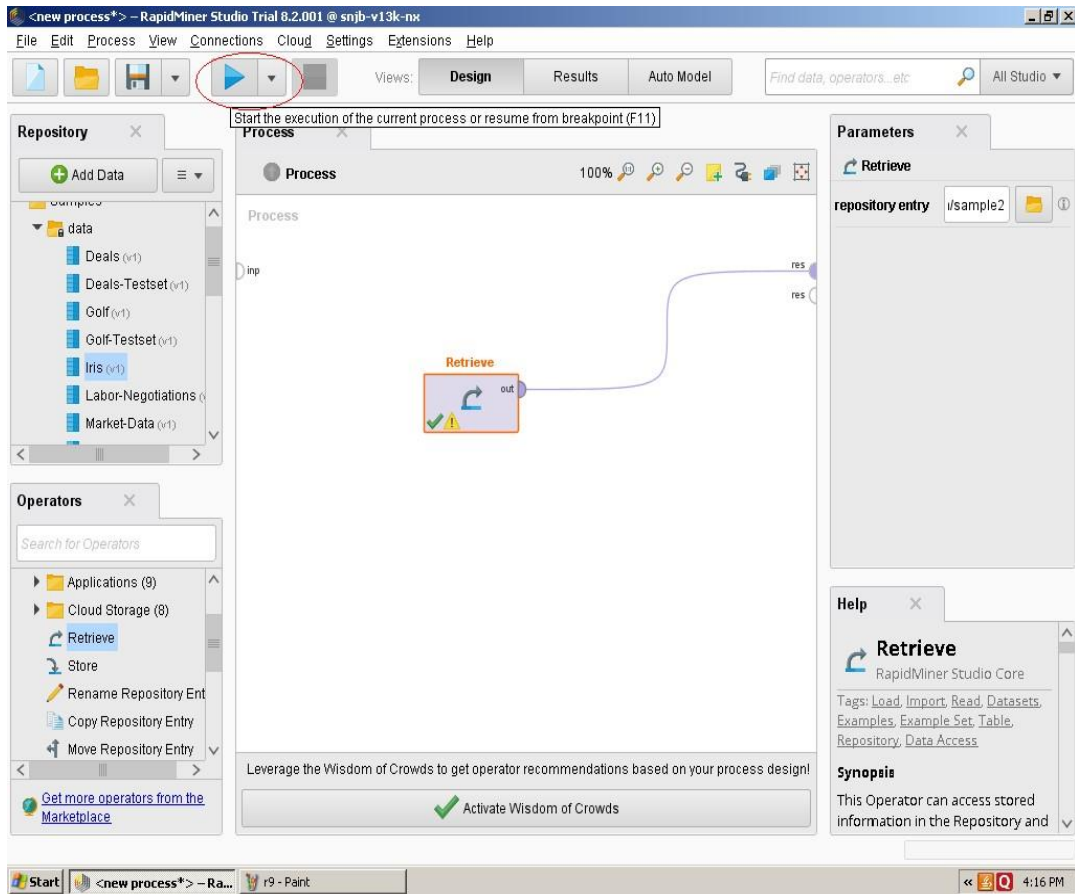 <new process*> – RapidMiner Studio Trial 8.2.001 @ snjb-v13k-nx
File Edit Process View Connections Cloud Settings Extensions Help
Views: Design Results Auto Model Find data, operators...etc All Studio
Start the execution of the current process or resume from breakpoint (F11)
Repository
Add Data
data
Deals (v1)
Deals-Testset (v1)
Golf (v1)
Golf-Testset (v1)
Iris (v1)
Labor-Negotiations
Market-Data (v1)
Operators
Search for Operators
Applications (9)
Cloud Storage (8)
Retrieve
Store
Rename Repository Ent
Copy Repository Entry
Move Repository Entry
Get more operators from the
Marketplace
Process
Process
100%
Process
inp
res
res
Retrieve
out
Leverage the Wisdom of Crowds to get operator recommendations based on your process design!
Activate Wisdom of Crowds
Parameters
Retrieve
repository entry /sample2
Help
Retrieve
RapidMiner Studio Core
Tags: Load, Import, Read, Datasets,
Examples, Example Set, Table,
Repository, Data Access
Synopsis
This Operator can access stored
information in the Repository and
Start <new process*> – Ra... r9 - Paint « Q 4:16 PM